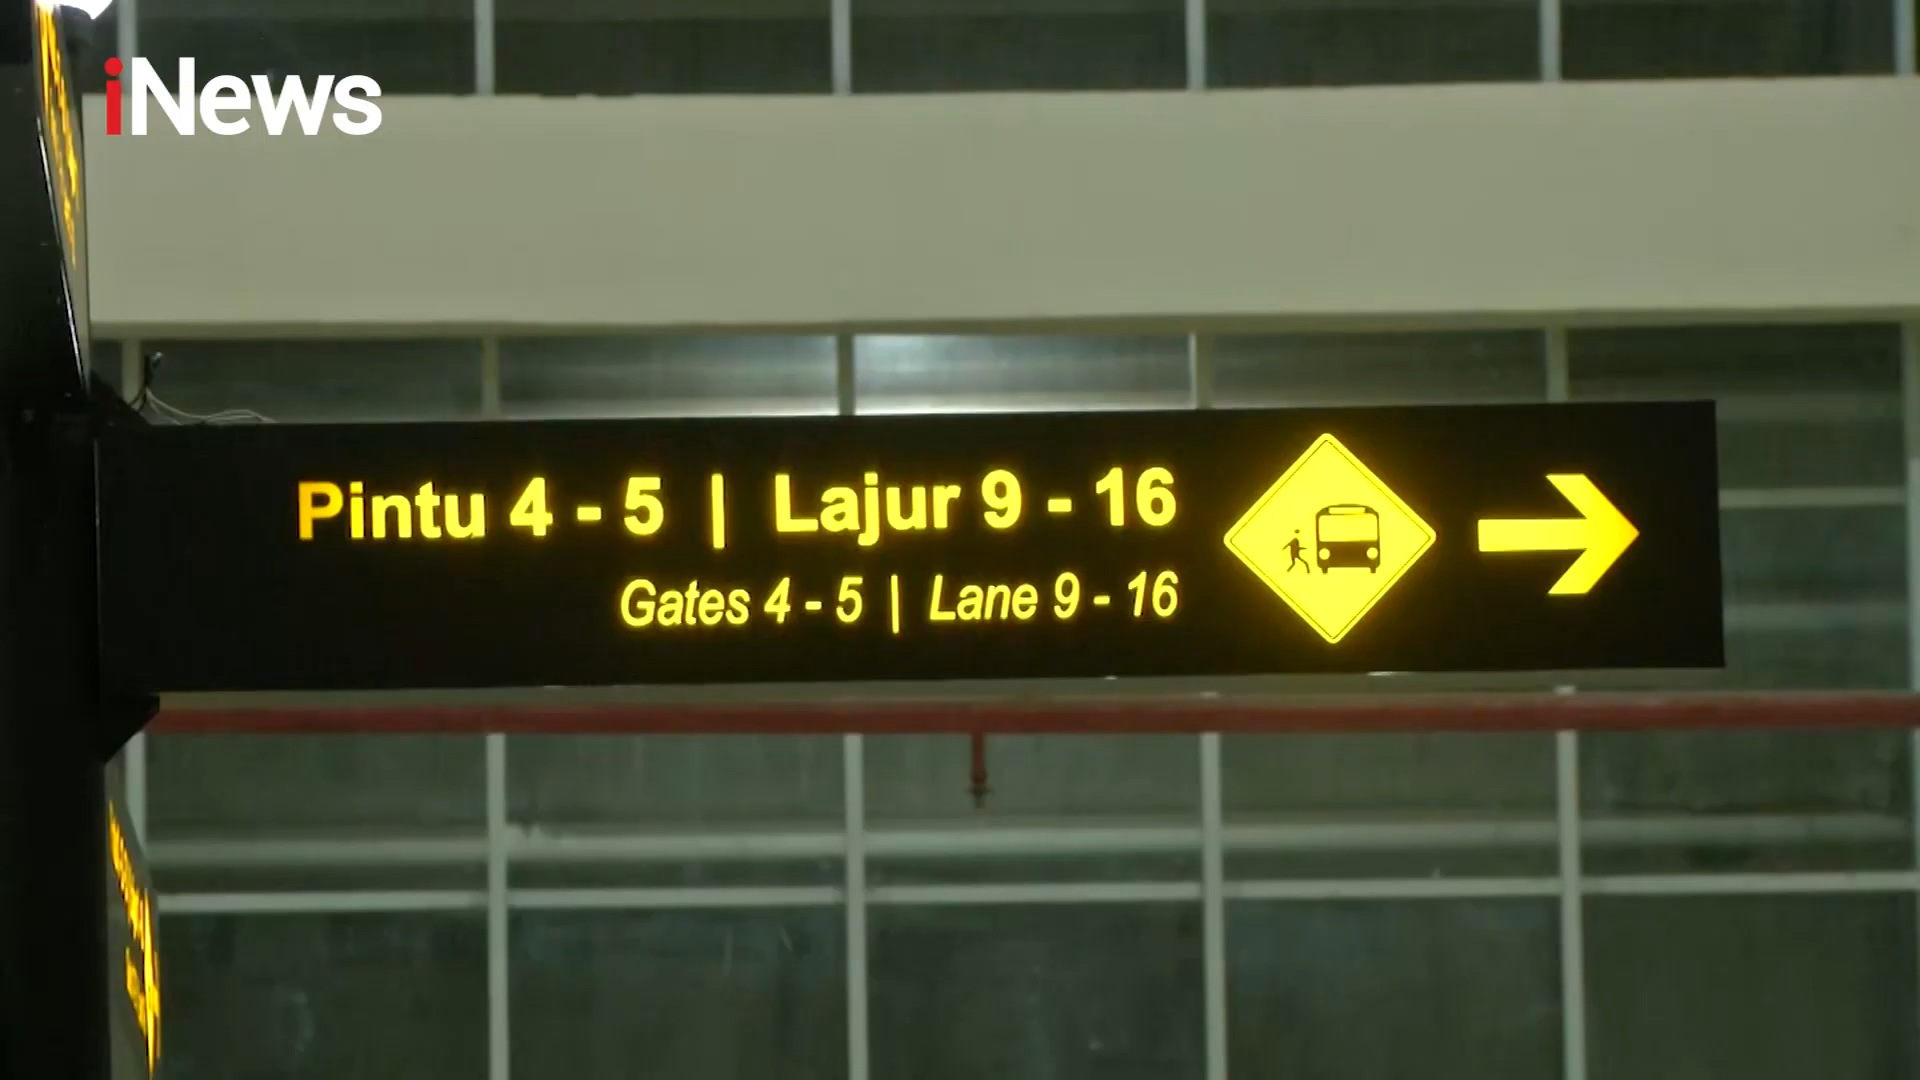 iNews
Pintu 4 - 5 | Lajur 9 - 16
Gates 4 - 5 | Lane 9 - 16